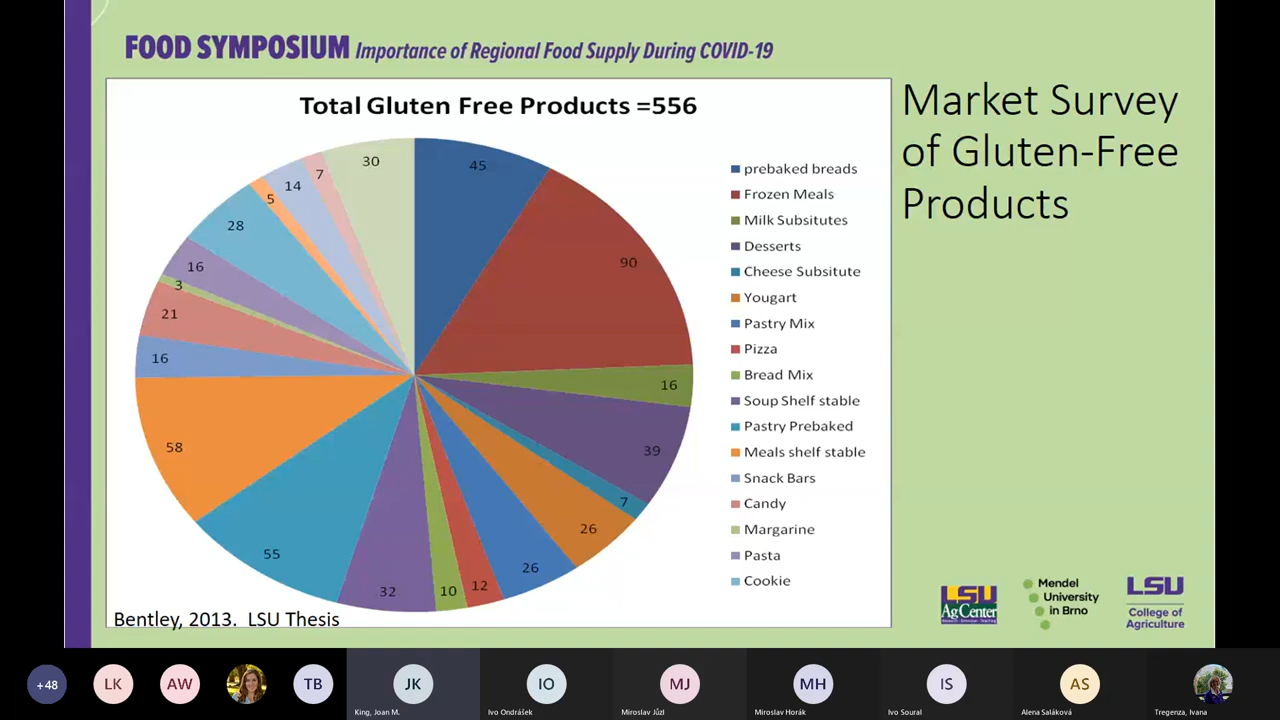 FOOD SYMPOSIUM Importance of Regional Food Supply During COVID-19
Market Survey
of Gluten-Free
Products
Total Gluten Free Products =556
45
90
16
39
7
26
26
12
10
32
55
58
16
21
3
16
28
5
14
7
30
prebaked breads
Frozen Meals
Milk Subsitutes
Desserts
Cheese Subsitute
Yougart
Pastry Mix
Pizza
Bread Mix
Soup Shelf stable
Pastry Prebaked
Meals shelf stable
Snack Bars
Candy
Margarine
Pasta
Cookie
Bentley, 2013. LSU Thesis
LSU
AgCenter
Mendel
University
in Brno
LSU
College of
Agriculture
+48
LK
AW
TB
JK
King, Joan M.
IO
Ivo Ondrášek
MJ
Miroslav Jůzl
MH
Miroslav Horák
IS
Ivo Soural
AS
Alena Saláková
Tregenza, Ivana